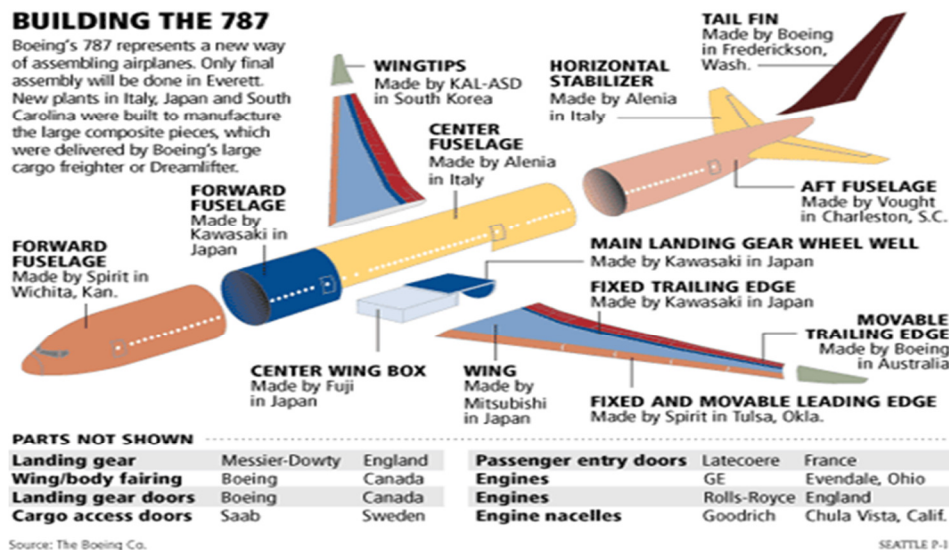 BUILDING THE 787
Boeing's 787 represents a new way
of assembling airplanes. Only final
assembly will be done in Everett.
New plants in Italy, Japan and South
Carolina were built to manufacture
the large composite pieces, which
were delivered by Boeing's large
cargo freighter or Dreamlifter.
WINGTIPS
Made by KAL-ASD
in South Korea
HORIZONTAL
STABILIZER
Made by Alenia
in Italy
TAIL FIN
Made by Boeing
in Frederickson,
Wash.
CENTER
FUSELAGE
Made by Alenia
in Italy
FORWARD
FUSELAGE
Made by
Kawasaki in
Japan
AFT FUSELAGE
Made by Vought
in Charleston, S.C.
FORWARD
FUSELAGE
Made by Spirit in
Wichita, Kan.
MAIN LANDING GEAR WHEEL WELL
Made by Kawasaki in Japan
FIXED TRAILING EDGE
Made by Kawasaki in Japan
MOVABLE
TRAILING EDGE
Made by Boeing
in Australia
CENTER WING BOX
Made by Fuji
in Japan
WING
Made by
Mitsubishi
in Japan
FIXED AND MOVABLE LEADING EDGE
Made by Spirit in Tulsa, Okla.
PARTS NOT SHOWN
Landing gear Messier-Dowty England
Wing/body fairing Boeing Canada
Landing gear doors Boeing Canada
Cargo access doors Saab Sweden
Passenger entry doors Latecoere France
Engines GE Evendale, Ohio
Engines Rolls-Royce England
Engine nacelles Goodrich Chula Vista, Calif.
Source: The Boeing Co.
SEATTLE P-I